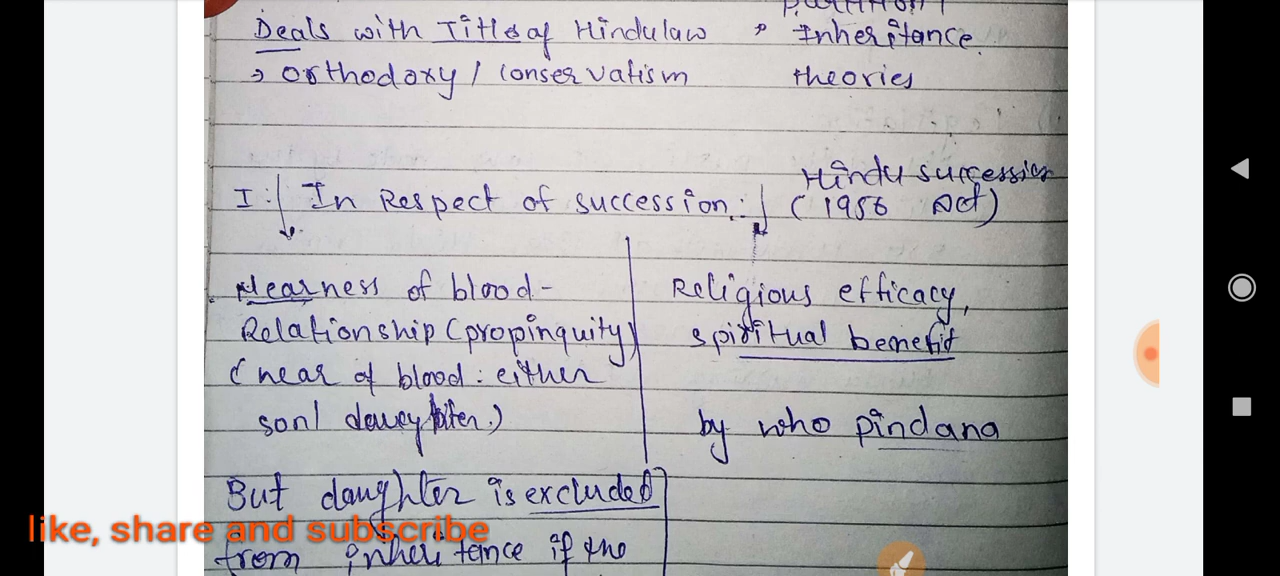 Deals with Title of Hindu law → Inheritance.
→ Orthodoxy / conservatism theories
I :- In Respect of succession :- Hindu succession
( 1956 Act)
Nearness of blood -
Relationship (propinquity)
( near of blood : either
son/ daughter.)
Religious efficacy,
spiritual benefit
by who pindana
But daughter is excluded
from inheritance if the
like, share and subscribe